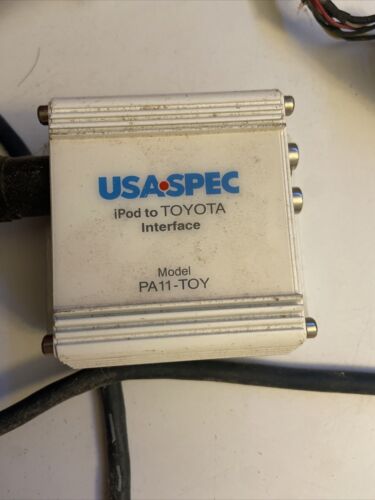 USA SPEC
iPod to TOYOTA
Interface
Model
PA11-TOY